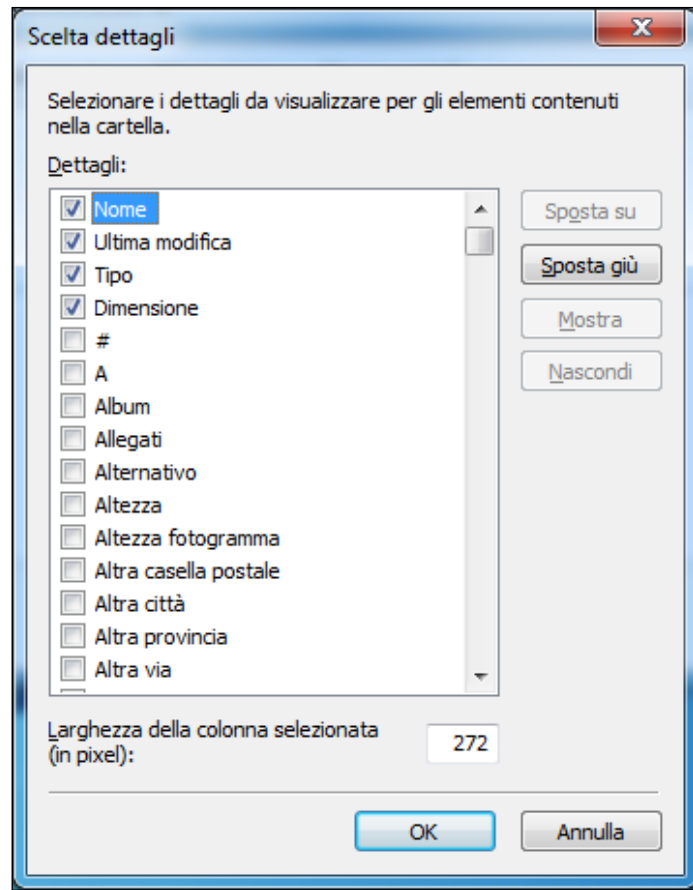 Scelta dettagli
Selezionare i dettagli da visualizzare per gli elementi contenuti
nella cartella.
Dettagli:
Nome
Ultima modifica
Tipo
Dimensione
#
A
Album
Allegati
Alternativo
Altezza
Altezza fotogramma
Altra casella postale
Altra città
Altra provincia
Altra via
Sposta su
Sposta giù
Mostra
Nascondi
Larghezza della colonna selezionata
(in pixel):
272
OK
Annulla